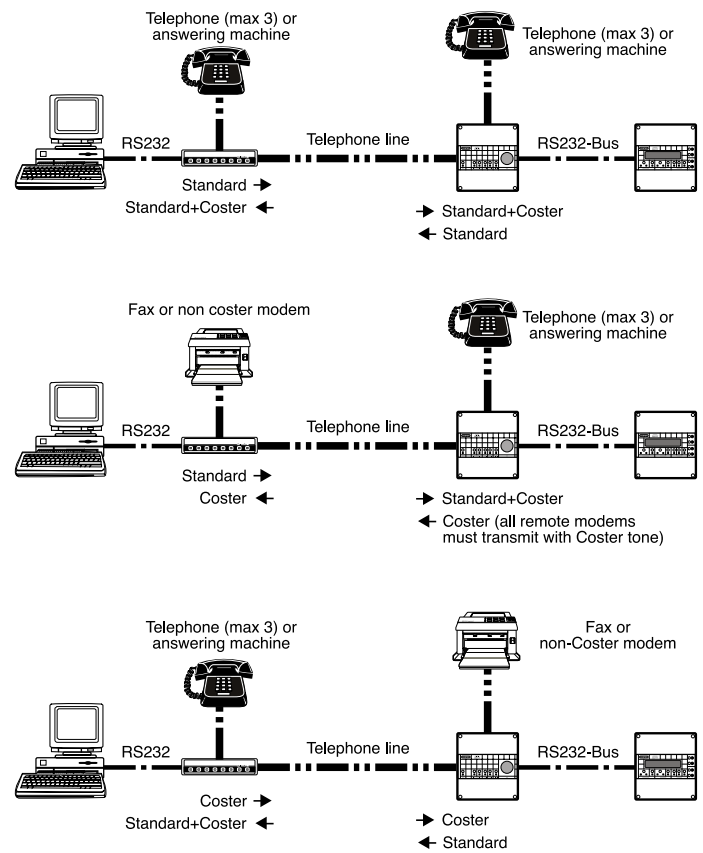 Telephone (max 3) or
answering machine
Telephone (max 3) or
answering machine
RS232
Telephone line
RS232-Bus
Standard →
Standard+Coster ←
→ Standard+Coster
← Standard
Fax or non coster modem
Telephone (max 3) or
answering machine
RS232
Telephone line
RS232-Bus
Standard →
Coster ←
→ Standard+Coster
← Coster (all remote modems
must transmit with Coster tone)
Telephone (max 3) or
answering machine
Fax or
non-Coster modem
RS232
Telephone line
RS232-Bus
Coster →
Standard+Coster ←
→ Coster
← Standard